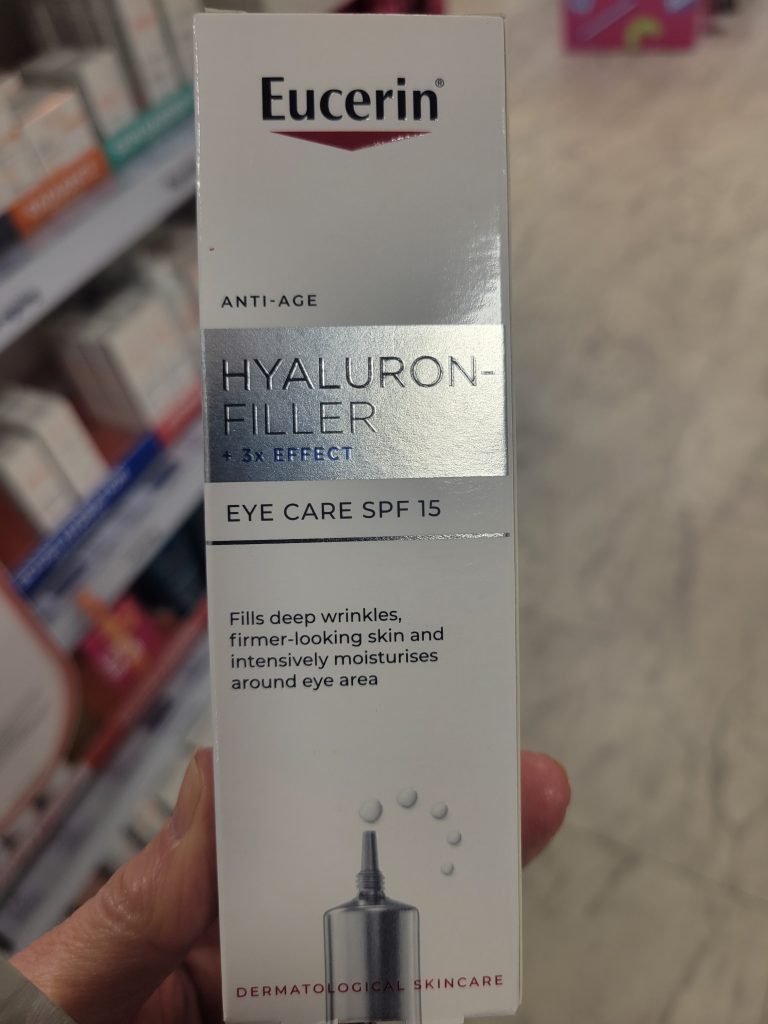 Eucerin®
ANTI-AGE
HYALURON-
FILLER
+ 3x EFFECT
EYE CARE SPF 15
Fills deep wrinkles,
firmer-looking skin and
intensively moisturises
around eye area
DERMATOLOGICAL SKINCARE